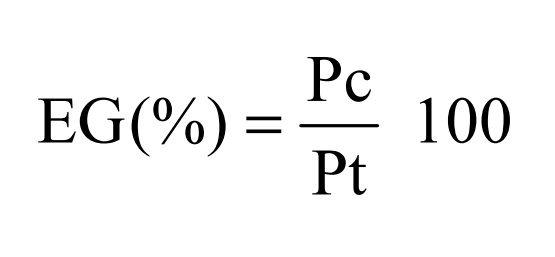 EG(%) = Pc/Pt 100